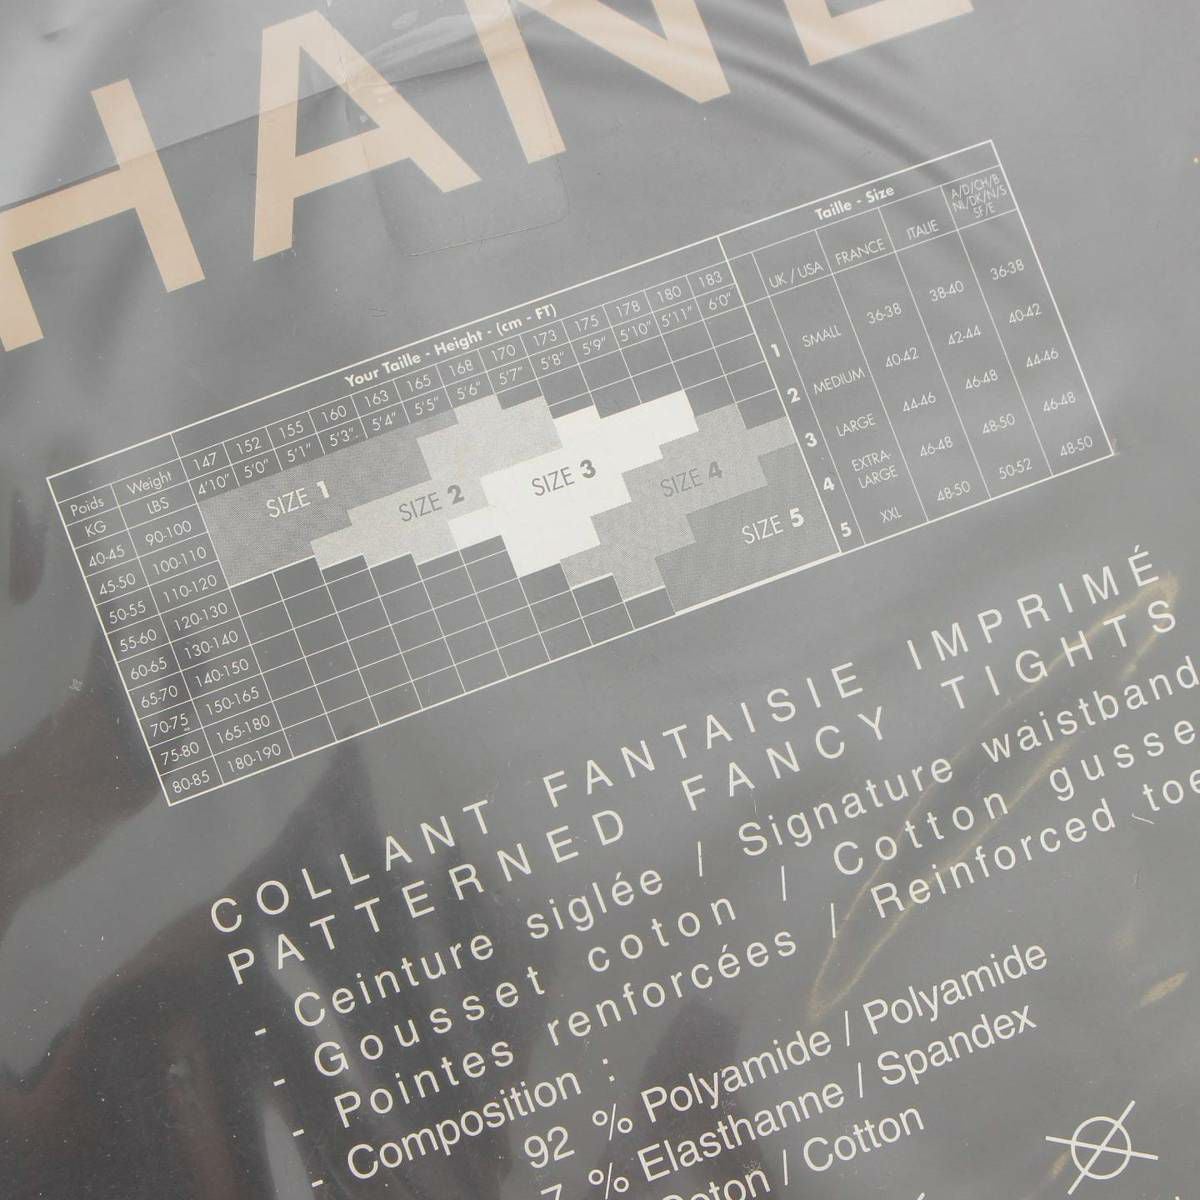 HANE
Your Taille - Height - (cm - FT)
Taille - Size
Poids Weight 147 152 155 160 163 165 168 170 173 175 178 180 183
KG LBS 4'10" 5'0" 5'1" 5'3" 5'4" 5'5" 5'6" 5'7" 5'8" 5'9" 5'10" 5'11" 6'0"
40-45 90-100
45-50 100-110
50-55 110-120
55-60 120-130
60-65 130-140
65-70 140-150
70-75 150-165
75-80 165-180
80-85 180-190
SIZE 1
SIZE 2
SIZE 3
SIZE 4
SIZE 5
UK / USA FRANCE ITALIE A/D/CH/B
NL/DK/N/S
SF/E
1 SMALL 36-38 38-40 36-38
2 MEDIUM 40-42 42-44 40-42
3 LARGE 44-46 46-48 44-46
4 EXTRA-
LARGE 46-48 48-50 46-48
5 XXL 48-50 50-52 48-50
COLLANT FANTAISIE IMPRIMÉ
PATTERNED FANCY TIGHTS
- Ceinture siglée / Signature waistband
- Gousset coton / Cotton gusse
- Pointes renforcées / Reinforced toe
- Composition :
92 % Polyamide / Polyamide
7 % Elasthanne / Spandex
Coton / Cotton